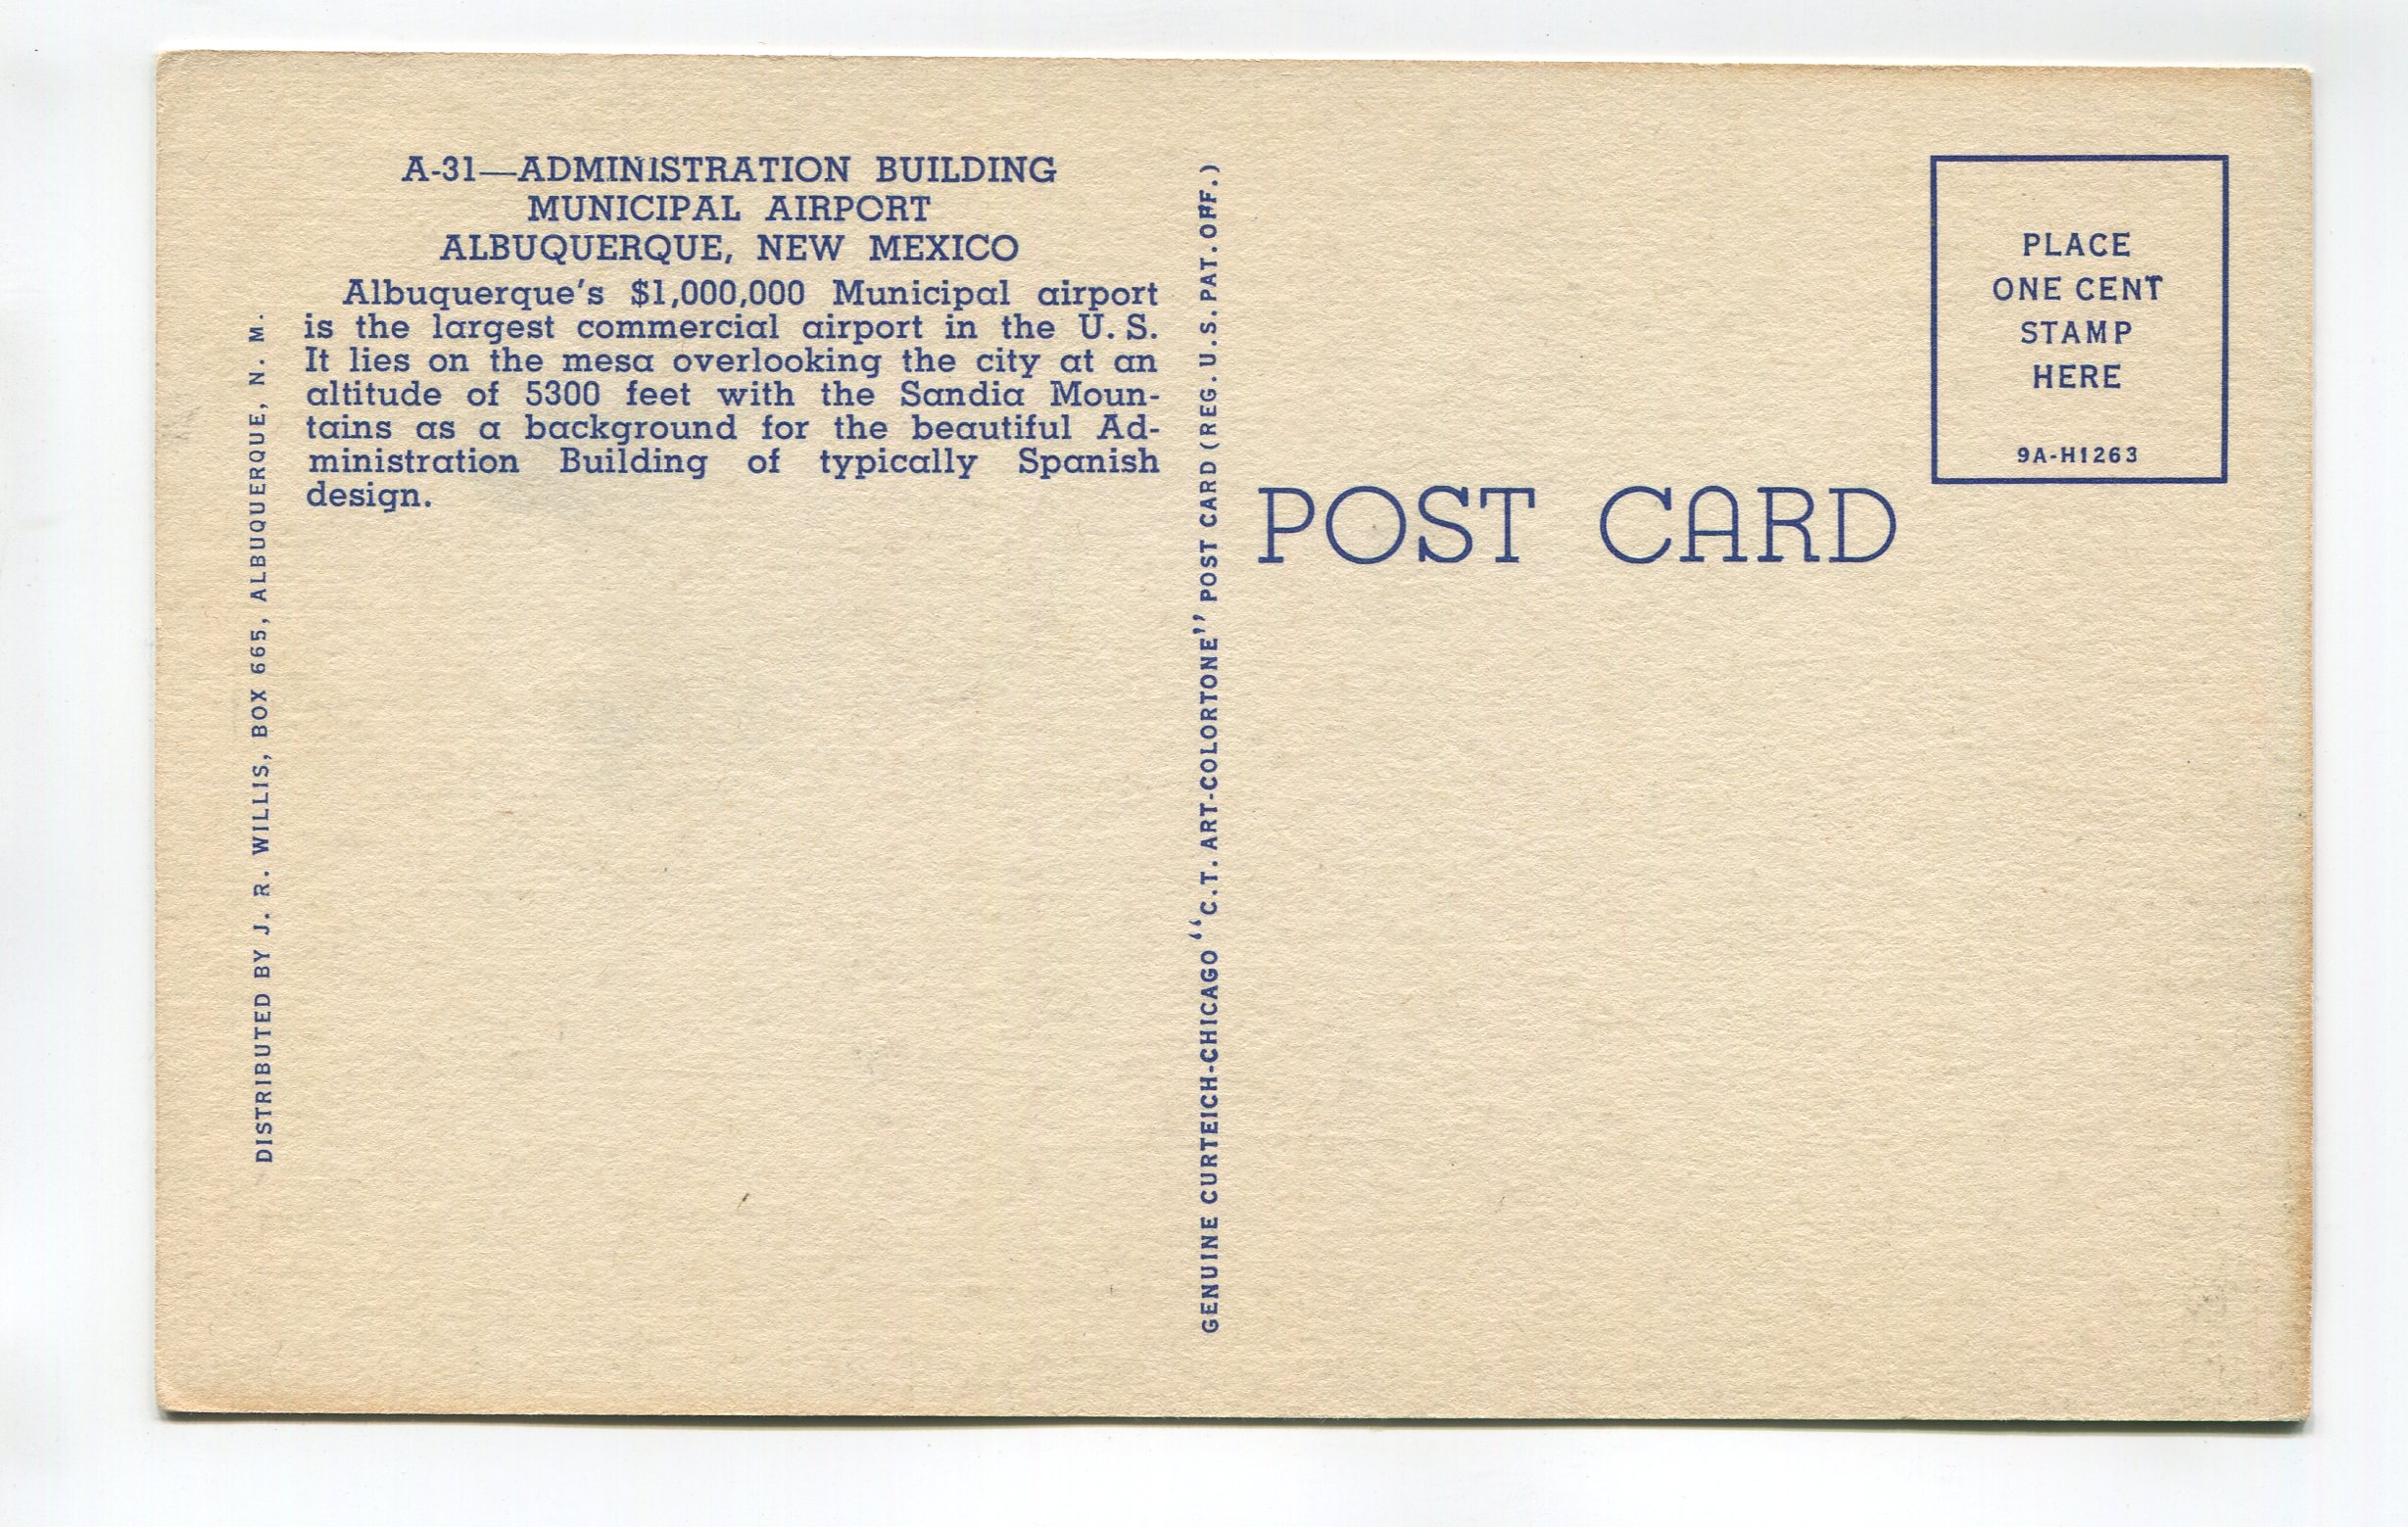 A-31—ADMINISTRATION BUILDING
MUNICIPAL AIRPORT
ALBUQUERQUE, NEW MEXICO
Albuquerque's $1,000,000 Municipal airport
is the largest commercial airport in the U. S.
It lies on the mesa overlooking the city at an
altitude of 5300 feet with the Sandia Moun-
tains as a background for the beautiful Ad-
ministration Building of typically Spanish
design.
DISTRIBUTED BY J. R. WILLIS, BOX 665, ALBUQUERQUE, N. M.
GENUINE CURTEICH-CHICAGO "C.T. ART-COLORTONE" POST CARD (REG. U.S. PAT. OFF.)
POST CARD
PLACE
ONE CENT
STAMP
HERE
9A-H1263